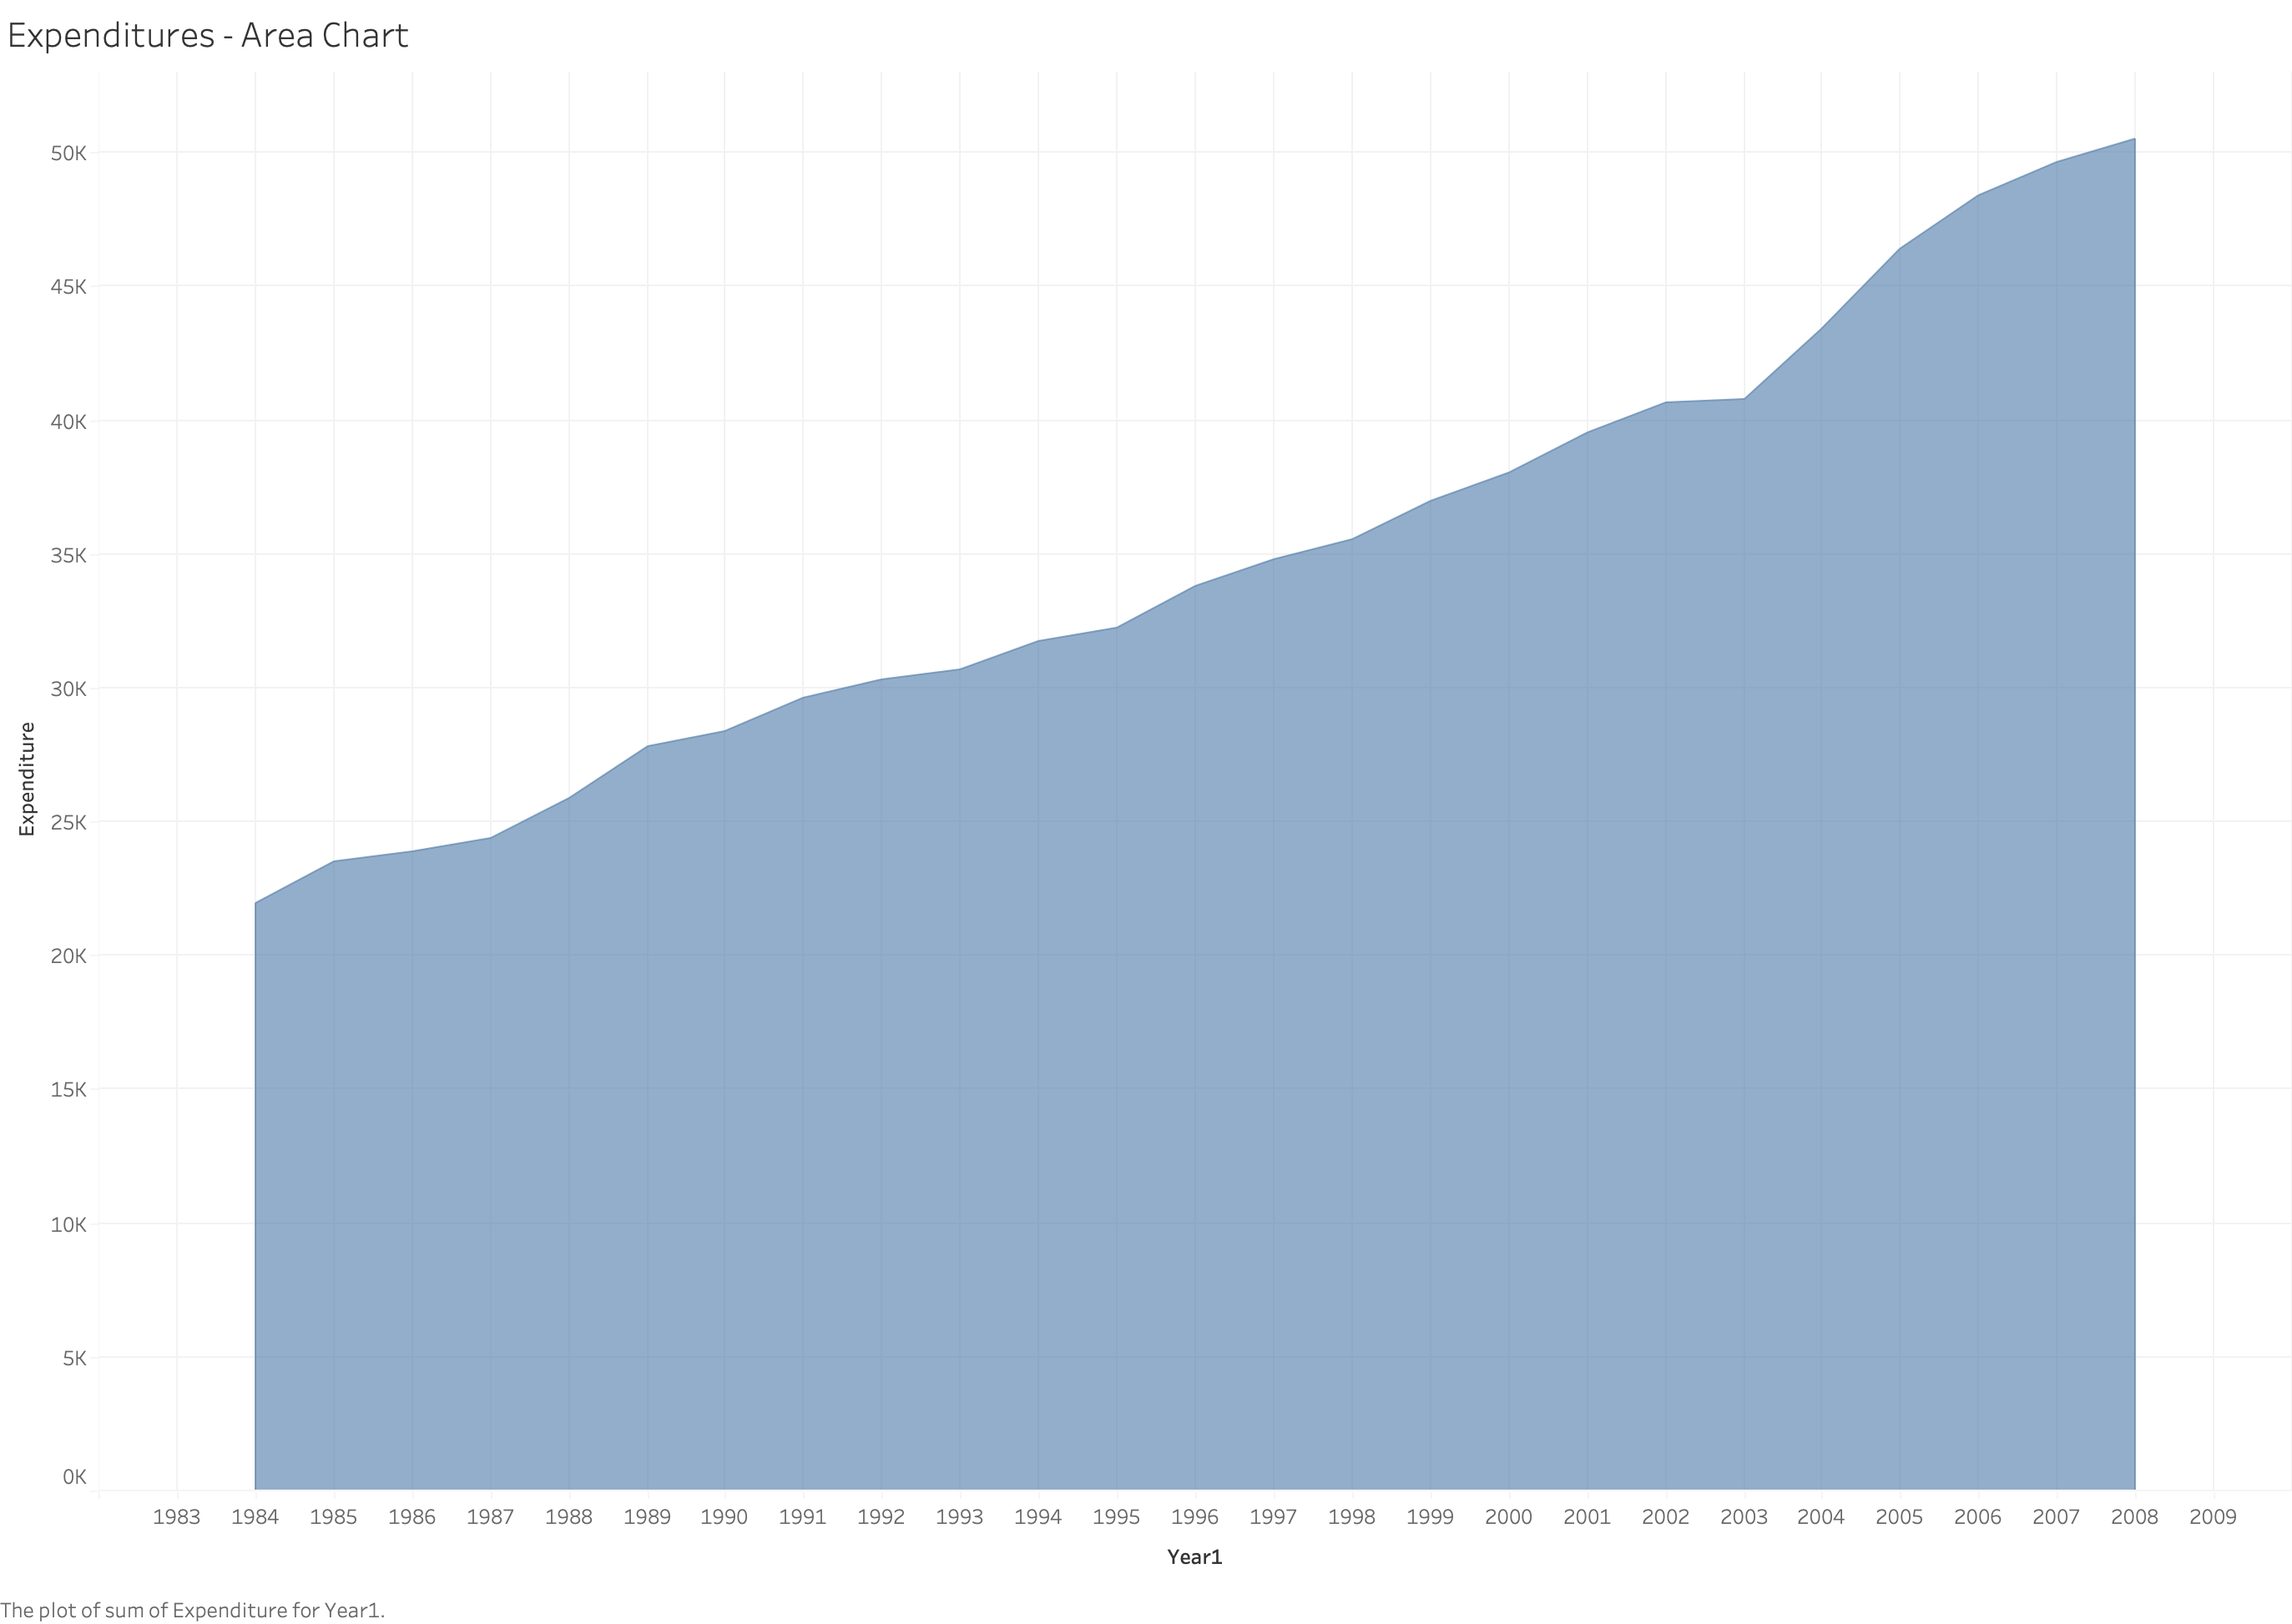 Expenditures - Area Chart
50K
45K
40K
35K
30K
25K
20K
15K
10K
5K
0K
Expenditure
1983 1984 1985 1986 1987 1988 1989 1990 1991 1992 1993 1994 1995 1996 1997 1998 1999 2000 2001 2002 2003 2004 2005 2006 2007 2008 2009
Year1
The plot of sum of Expenditure for Year1.